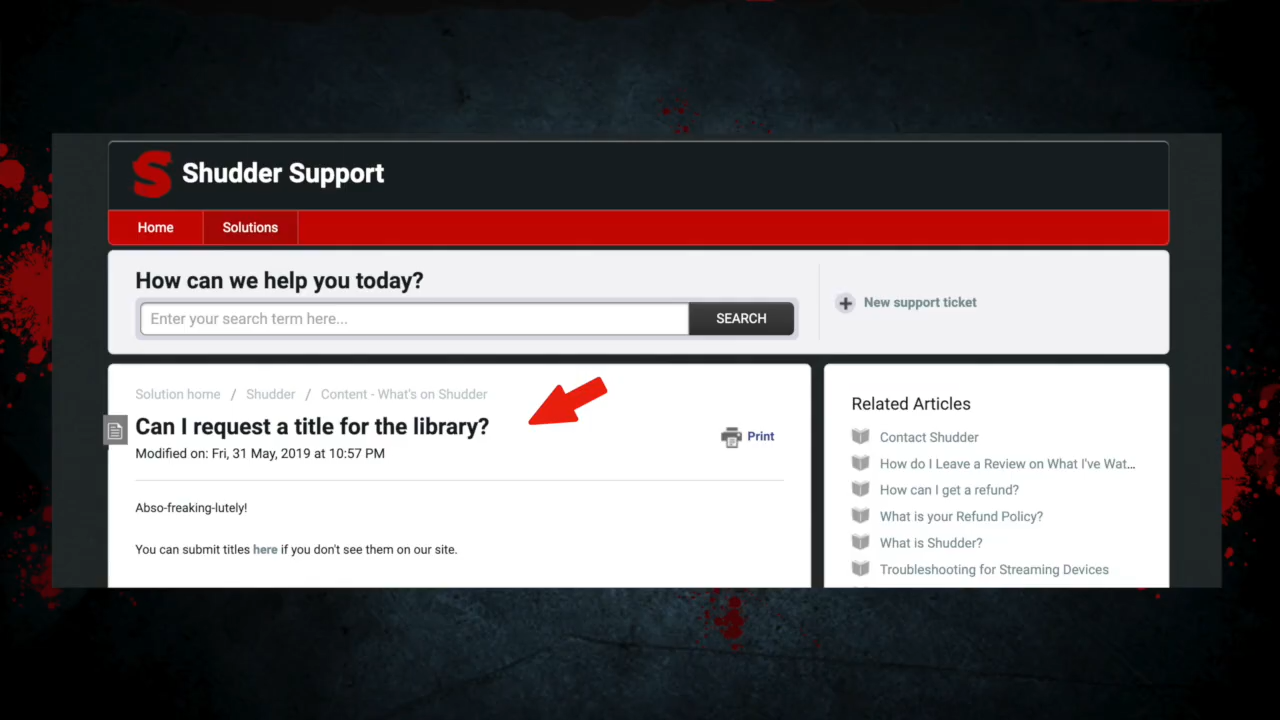 S Shudder Support
Home
Solutions
How can we help you today?
Enter your search term here...
SEARCH
New support ticket
Solution home / Shudder / Content - What's on Shudder
Can I request a title for the library?
Modified on: Fri, 31 May, 2019 at 10:57 PM
Print
Abso-freaking-lutely!
You can submit titles here if you don't see them on our site.
Related Articles
Contact Shudder
How do I Leave a Review on What I've Wat...
How can I get a refund?
What is your Refund Policy?
What is Shudder?
Troubleshooting for Streaming Devices